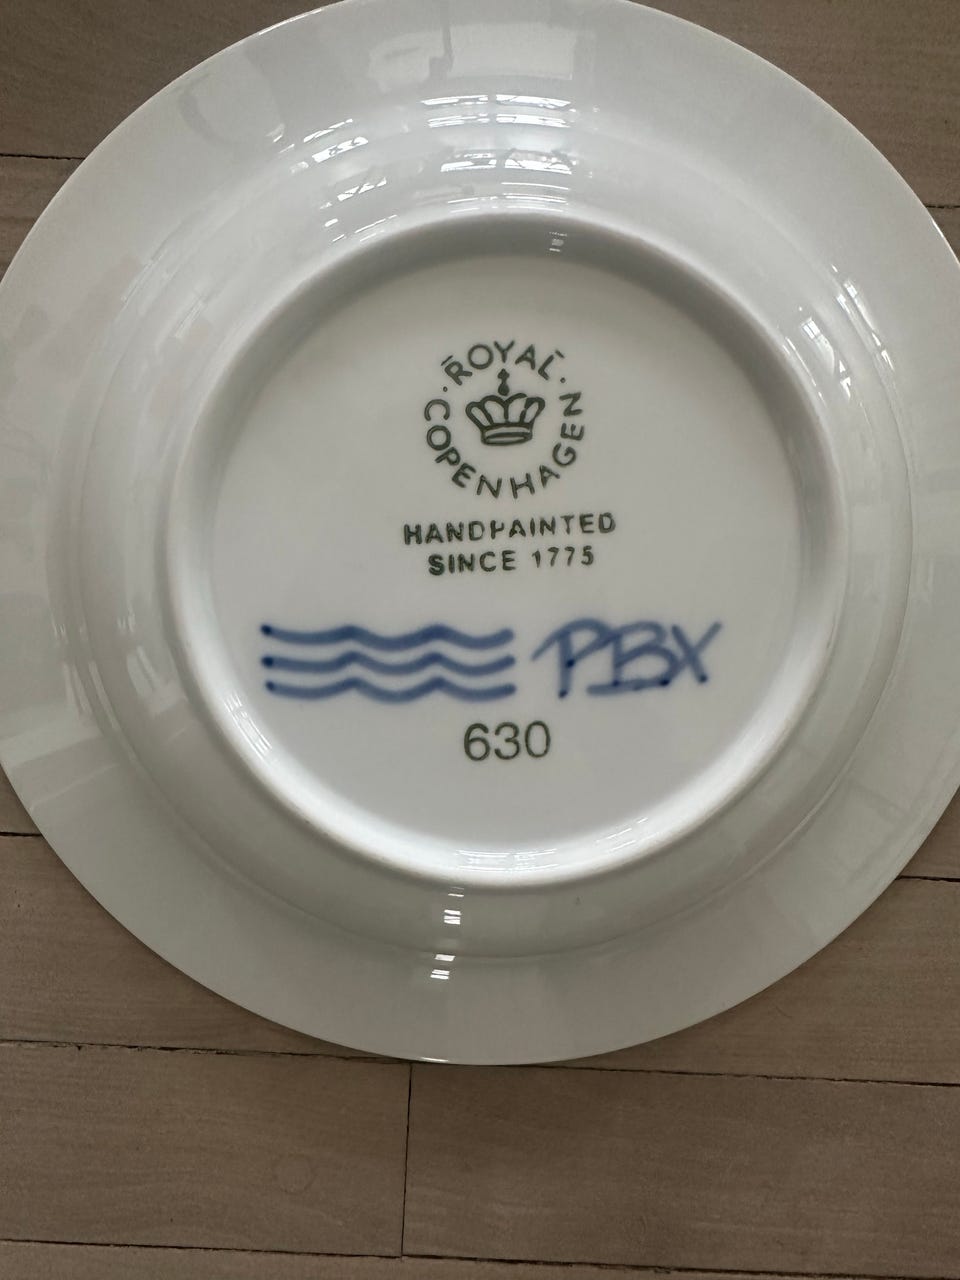 ROYAL
COPENHAGEN
HANDPAINTED
SINCE 1775
PBX
630